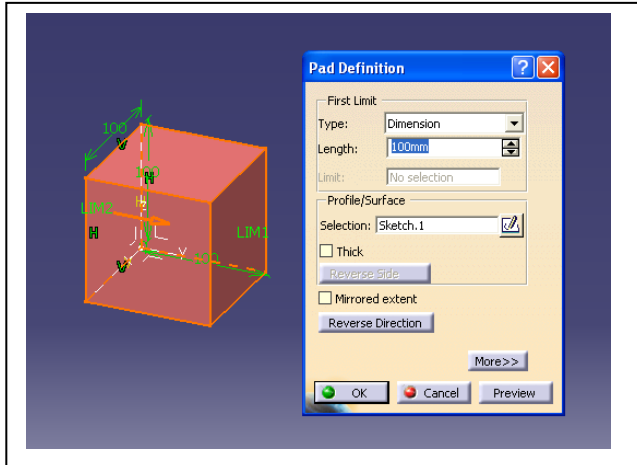 Pad Definition
First Limit
Type: Dimension
Length: 100mm
Limit: No selection
Profile/Surface
Selection: Sketch.1
Thick
Reverse Side
Mirrored extent
Reverse Direction
More>>
OK Cancel Preview
100
V
H
LIM2
H
LIM1
V
Y